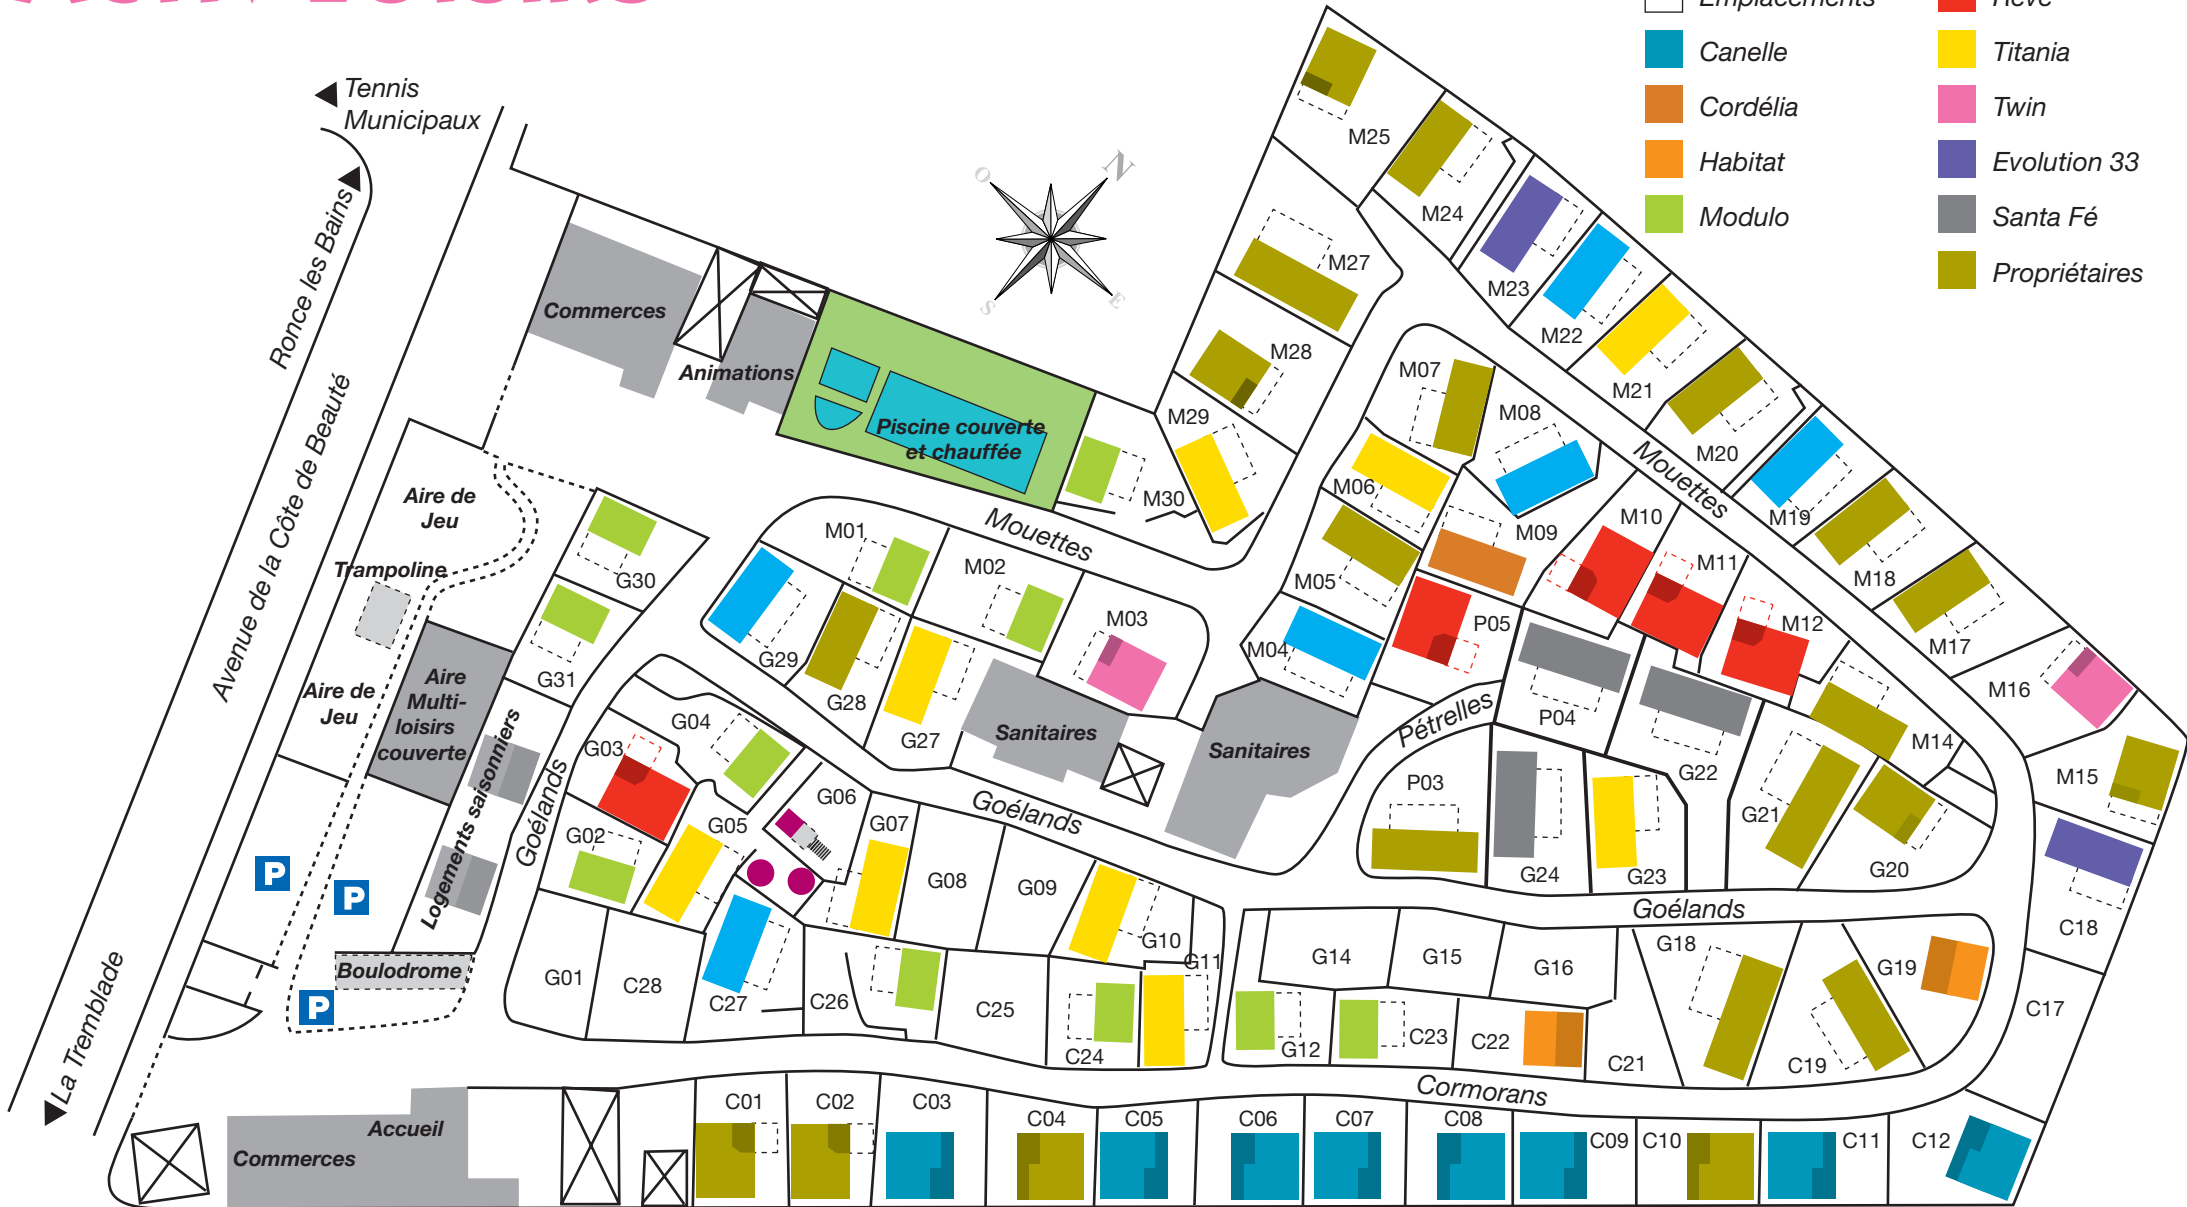 Emplacements
Rêve
Canelle
Titania
Cordélia
Twin
Habitat
Evolution 33
Modulo
Santa Fé
Propriétaires
Tennis
Municipaux
Ronce les Bains
Avenue de la Côte de Beauté
La Tremblade
N
O
S
E
Commerces
Animations
Piscine couverte
et chauffée
Aire de
Jeu
Trampoline
Aire de
Jeu
Aire
Multi-
loisirs
couverte
Logements saisonniers
Boulodrome
P
P
P
Accueil
Commerces
Sanitaires
Sanitaires
Mouettes
Mouettes
Goélands
Goélands
Goélands
Pétrelles
Cormorans
M25
M24
M27
M23
M28
M22
M21
M29
M07
M08
M20
M30
M06
M19
M09
M10
M01
M02
M05
M11
M18
M03
M12
M17
M04
M16
M14
M15
P05
P04
P03
G30
G31
G29
G28
G27
G04
G03
G02
G05
G06
G07
G08
G09
G10
G11
G01
G22
G21
G20
G24
G23
G14
G15
G16
G18
G19
G12
C28
C27
C26
C25
C24
C23
C22
C21
C19
C18
C17
C01
C02
C03
C04
C05
C06
C07
C08
C09
C10
C11
C12